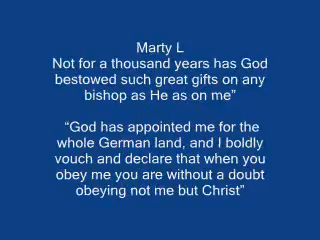 Marty L
Not for a thousand years has God
bestowed such great gifts on any
bishop as He as on me”
“God has appointed me for the
whole German land, and I boldly
vouch and declare that when you
obey me you are without a doubt
obeying not me but Christ”